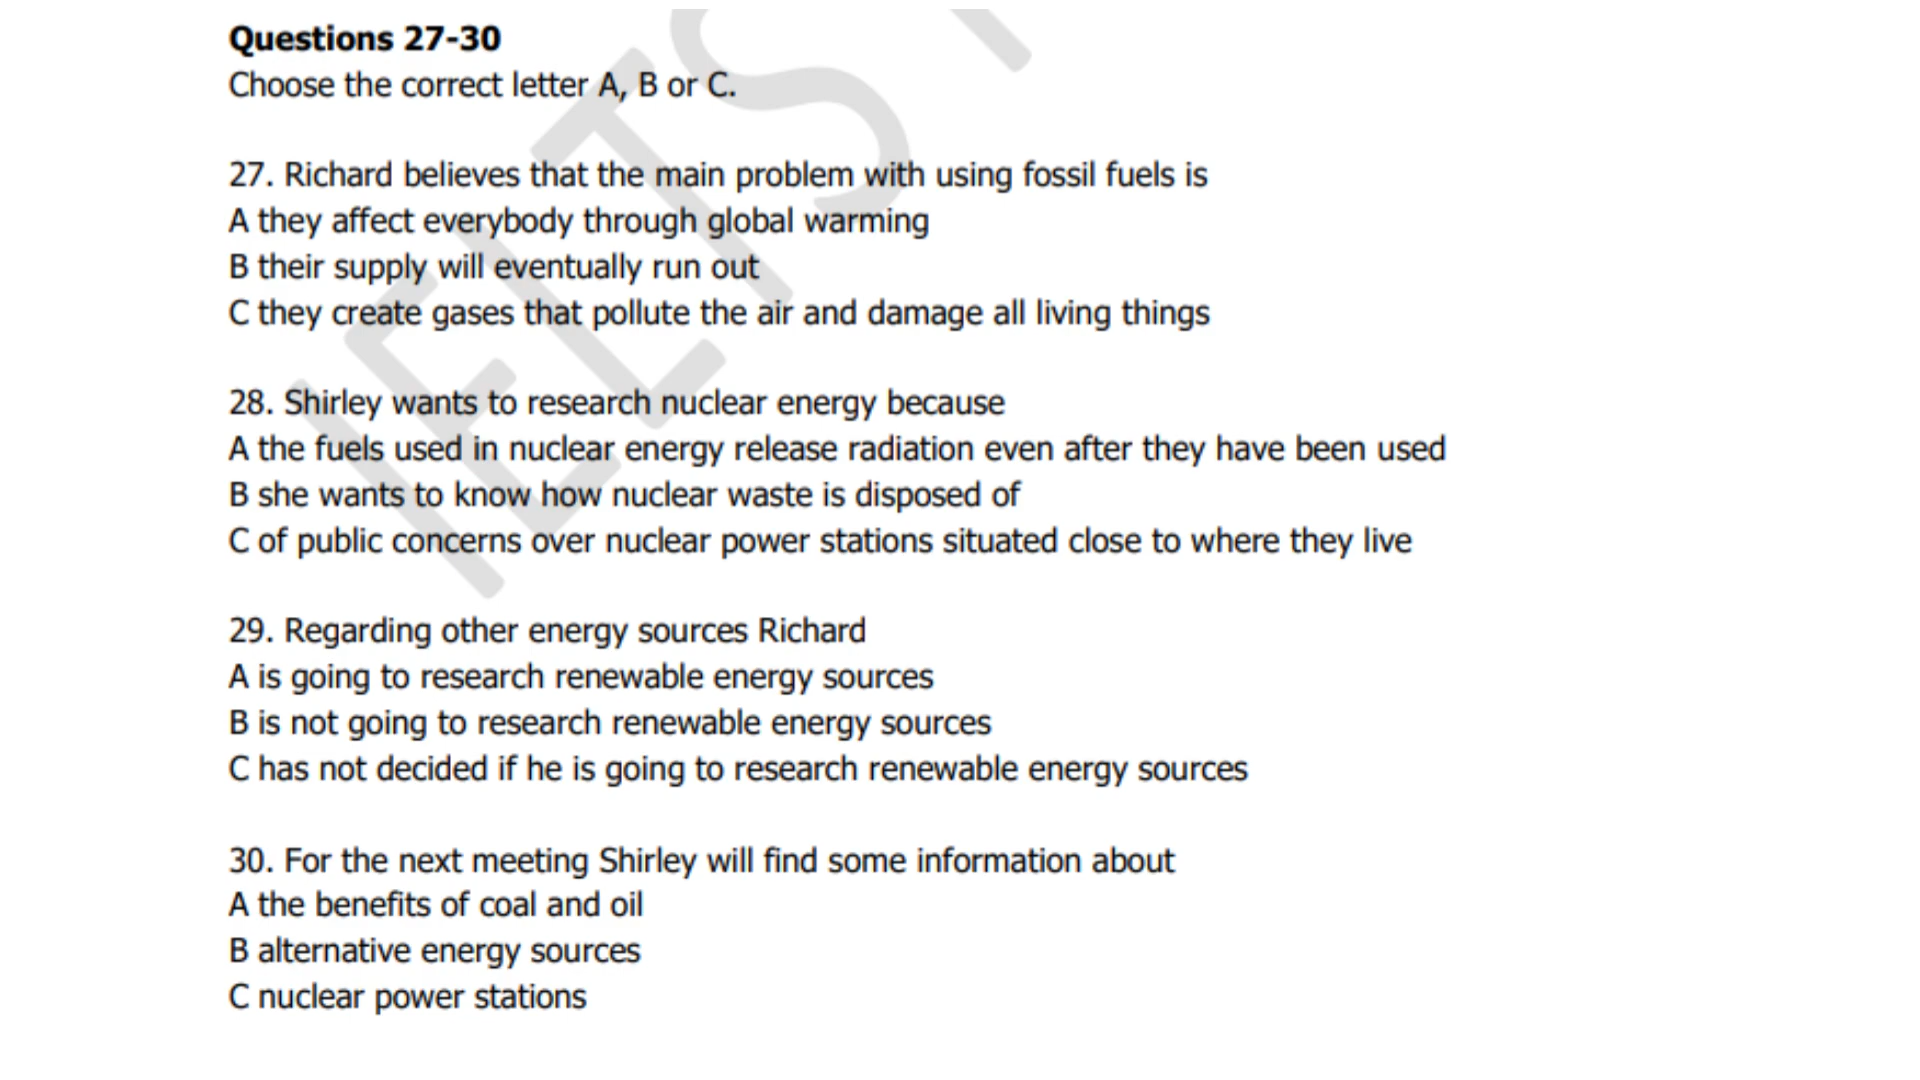 Questions 27-30
Choose the correct letter A, B or C.
27. Richard believes that the main problem with using fossil fuels is
A they affect everybody through global warming
B their supply will eventually run out
C they create gases that pollute the air and damage all living things
28. Shirley wants to research nuclear energy because
A the fuels used in nuclear energy release radiation even after they have been used
B she wants to know how nuclear waste is disposed of
C of public concerns over nuclear power stations situated close to where they live
29. Regarding other energy sources Richard
A is going to research renewable energy sources
B is not going to research renewable energy sources
C has not decided if he is going to research renewable energy sources
30. For the next meeting Shirley will find some information about
A the benefits of coal and oil
B alternative energy sources
C nuclear power stations
IELTS